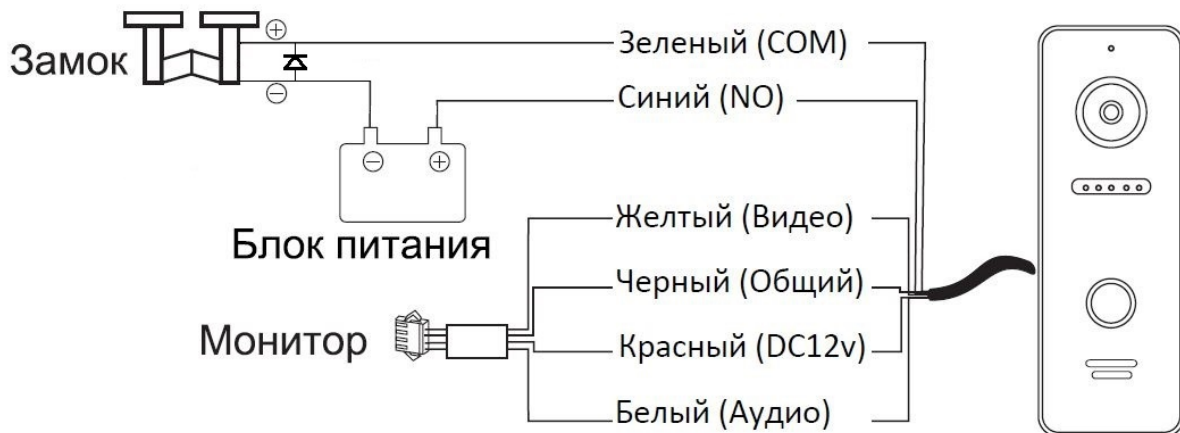 Замок
+
−
Зеленый (COM)
Синий (NO)
− +
Блок питания
Желтый (Видео)
Черный (Общий)
Монитор
Красный (DC12v)
Белый (Аудио)